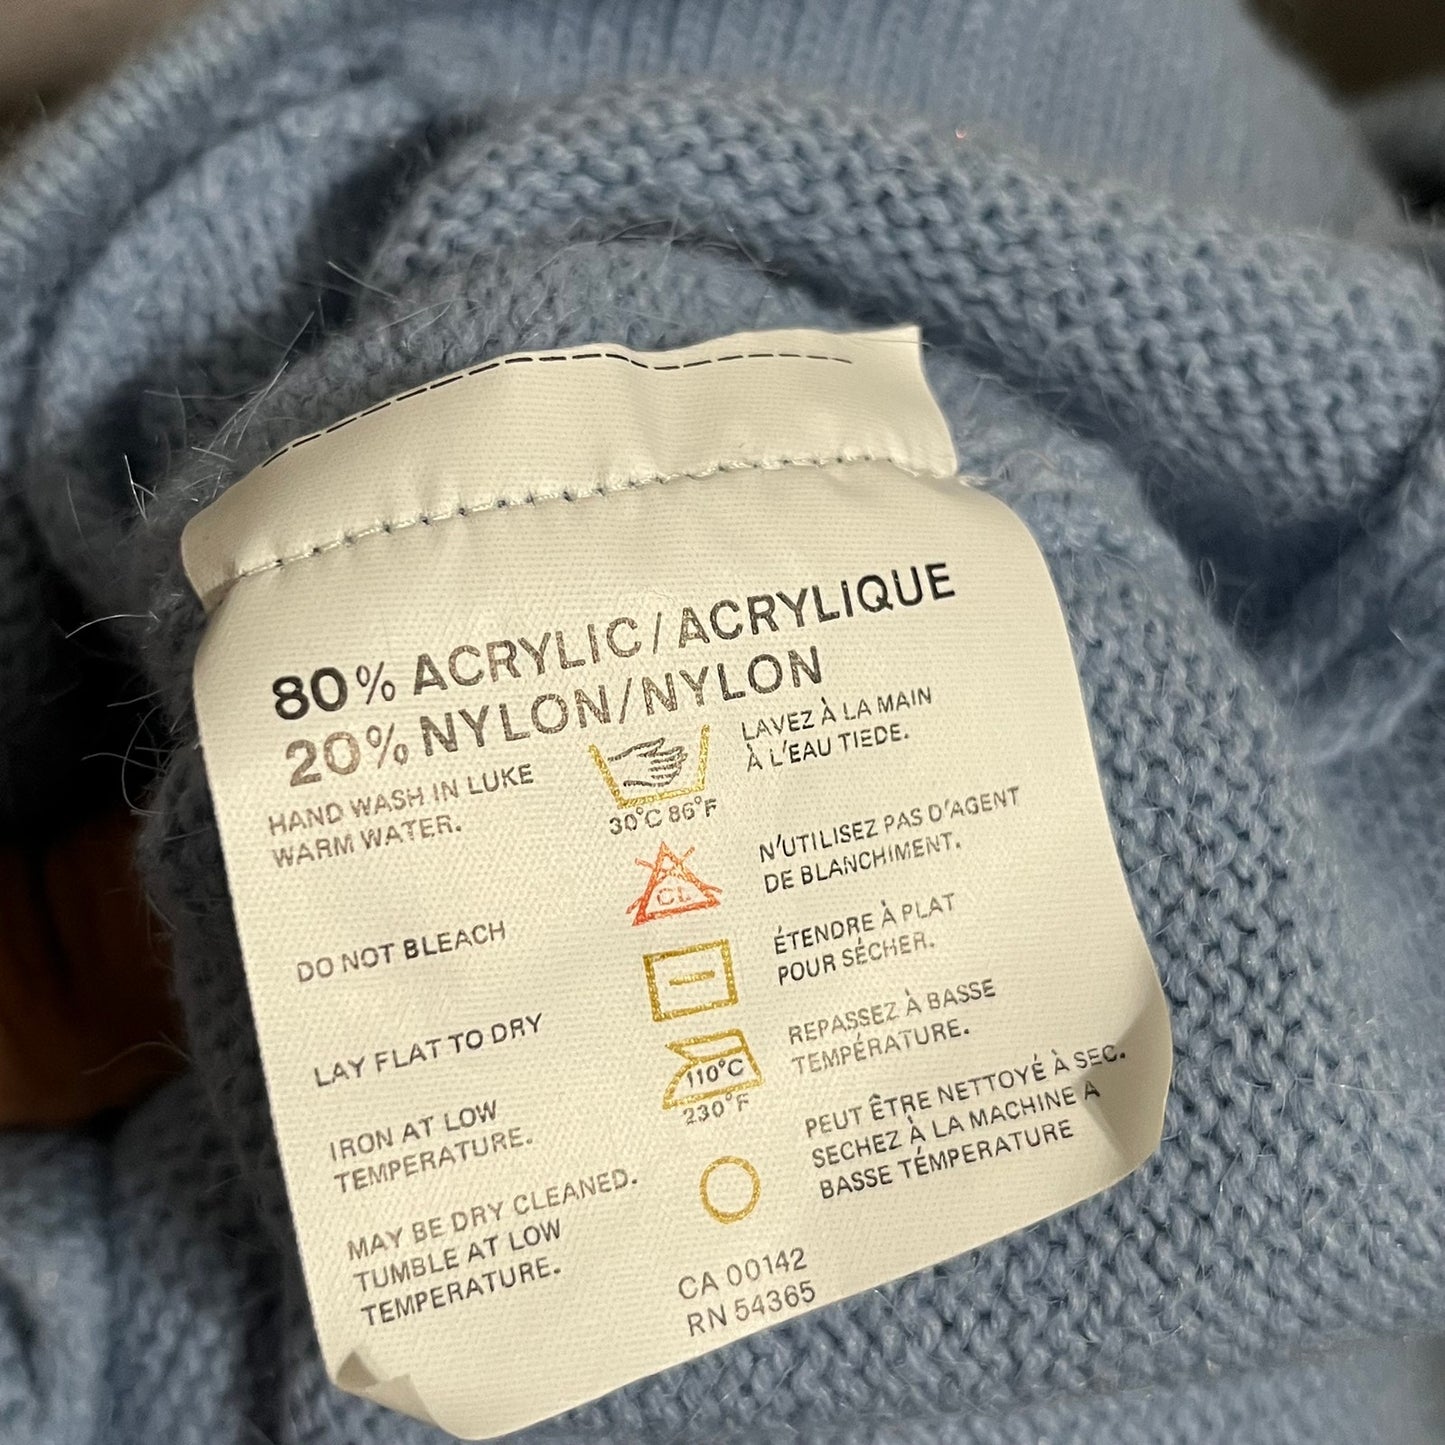 80% ACRYLIC/ACRYLIQUE
20% NYLON/NYLON
HAND WASH IN LUKE
WARM WATER.
30°C 86°F
LAVEZ À LA MAIN
À L'EAU TIEDE.
DO NOT BLEACH
CL
N'UTILISEZ PAS D'AGENT
DE BLANCHIMENT.
LAY FLAT TO DRY
ÉTENDRE À PLAT
POUR SÉCHER.
IRON AT LOW
TEMPERATURE.
110°C
230°F
REPASSEZ À BASSE
TEMPÉRATURE.
MAY BE DRY CLEANED.
TUMBLE AT LOW
TEMPERATURE.
PEUT ÊTRE NETTOYÉ À SEC.
SECHEZ À LA MACHINE A
BASSE TÉMPERATURE
CA 00142
RN 54365